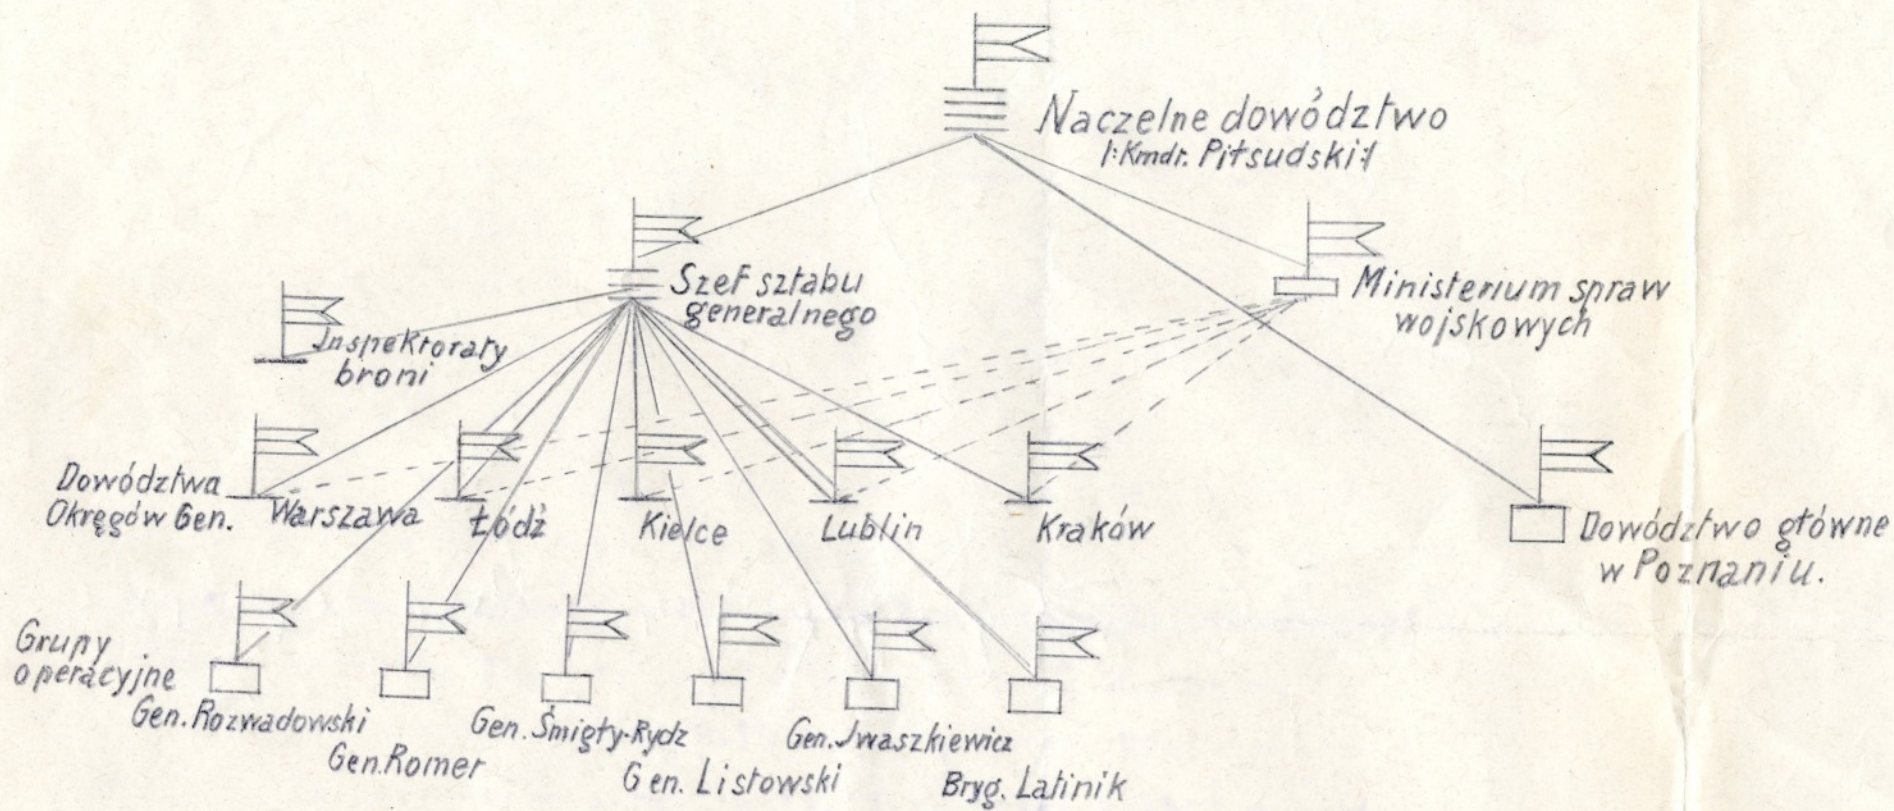 Naczelne dowództwo
/:Kmdt. Piłsudski:/
Szef sztabu
generalnego
Ministerium spraw
wojskowych
Inspektoraty
broni
Dowództwa
Okręgów Gen.
Warszawa
Łódź
Kielce
Lublin
Kraków
Dowództwo główne
w Poznaniu.
Grupy
operacyjne
Gen. Rozwadowski
Gen. Romer
Gen. Śmigły-Rydz
Gen. Listowski
Gen. Jwaszkiewicz
Bryg. Latinik